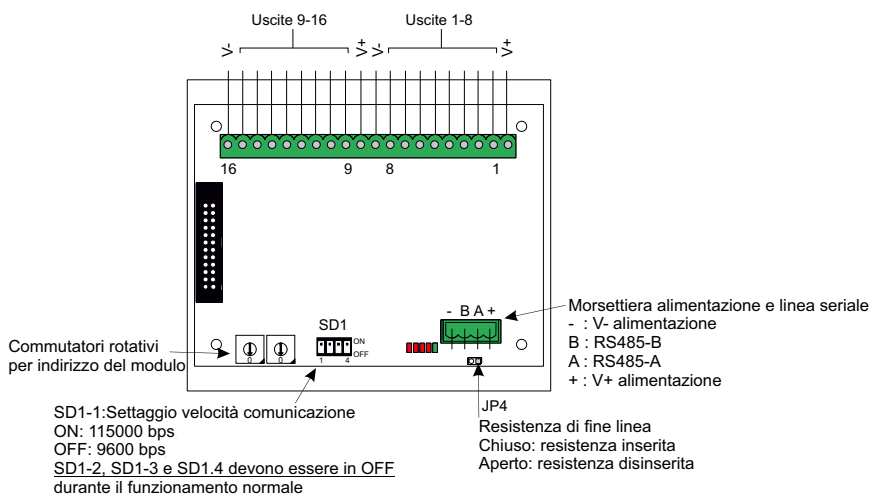 Uscite 9-16
Uscite 1-8
V-
V+
V-
V+
16
9
8
1
- B A +
SD1
ON
OFF
1
4
0
0
Commutatori rotativi
per indirizzo del modulo
Morsettiera alimentazione e linea seriale
- : V- alimentazione
B : RS485-B
A : RS485-A
+ : V+ alimentazione
SD1-1:Settaggio velocità comunicazione
ON: 115000 bps
OFF: 9600 bps
SD1-2, SD1-3 e SD1.4 devono essere in OFF
durante il funzionamento normale
JP4
Resistenza di fine linea
Chiuso: resistenza inserita
Aperto: resistenza disinserita